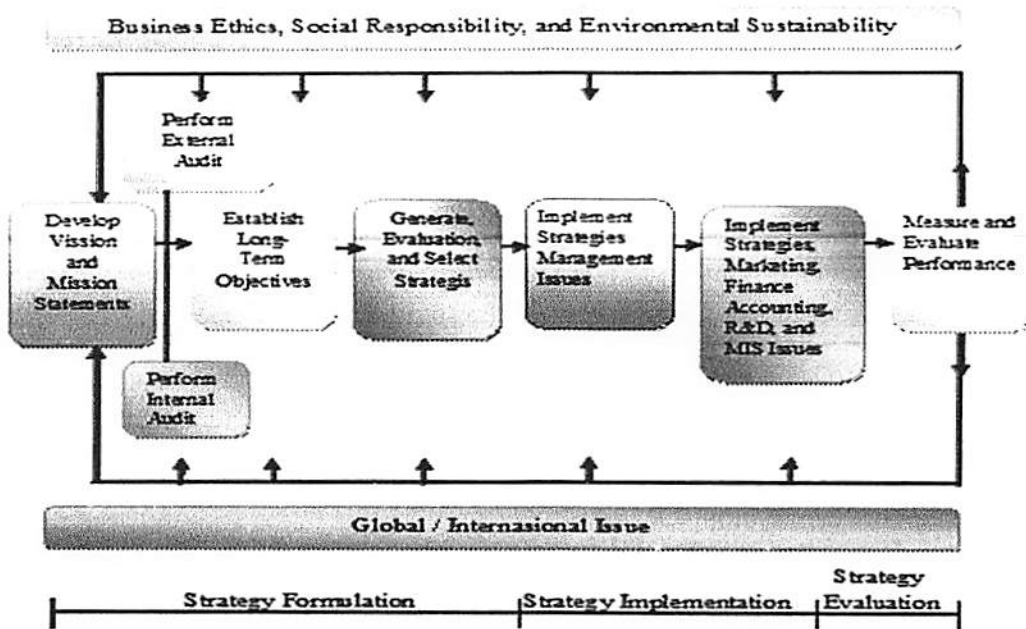 Business Ethics, Social Responsibility, and Environmental Sustainability
Perform
External
Audit
Develop
Vission
and
Mission
Statements
Establish
Long-
Term
Objectives
Generate,
Evaluation,
and Select
Strategis
Implement
Strategies
Management
Issues
Implement
Strategies,
Marketing,
Finance
Accounting,
R&D, and
MIS Issues
Measure and
Evaluate
Performance
Perform
Internal
Audit
Global / Internasional Issue
Strategy Formulation
Strategy Implementation
Strategy
Evaluation